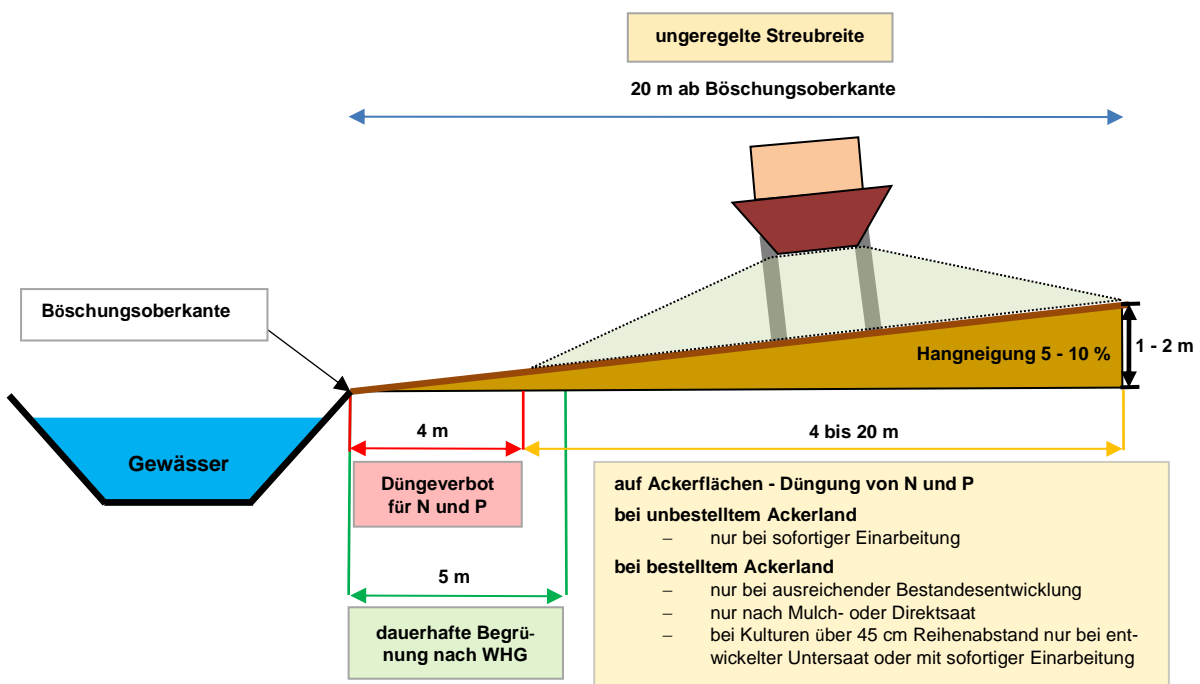 ungeregelte Streubreite
20 m ab Böschungsoberkante
Böschungsoberkante
Hangneigung 5 - 10 %
1 - 2 m
Gewässer
4 m
4 bis 20 m
Düngeverbot
für N und P
5 m
dauerhafte Begrü-
nung nach WHG
auf Ackerflächen - Düngung von N und P
bei unbestelltem Ackerland
– nur bei sofortiger Einarbeitung
bei bestelltem Ackerland
– nur bei ausreichender Bestandesentwicklung
– nur nach Mulch- oder Direktsaat
– bei Kulturen über 45 cm Reihenabstand nur bei ent-
wickelter Untersaat oder mit sofortiger Einarbeitung